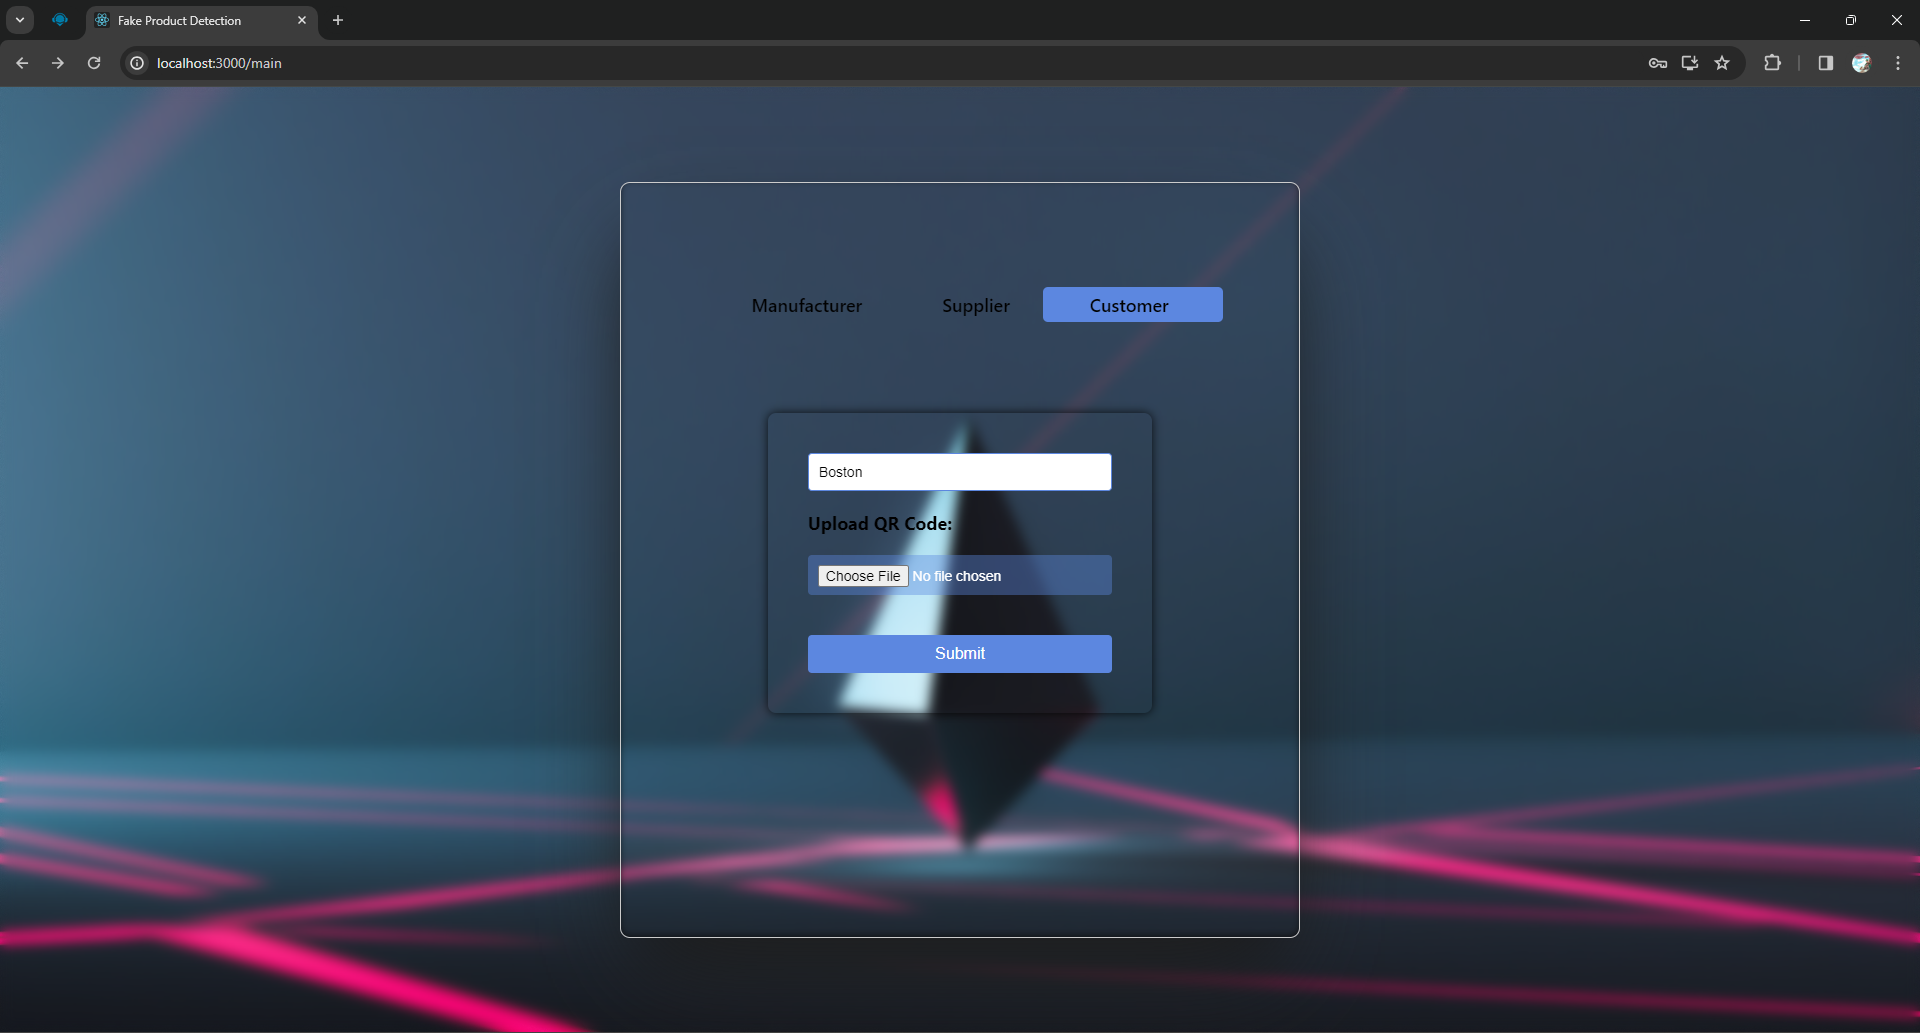 Fake Product Detection
localhost:3000/main
Manufacturer Supplier Customer
Boston
Upload QR Code:
Choose File No file chosen
Submit